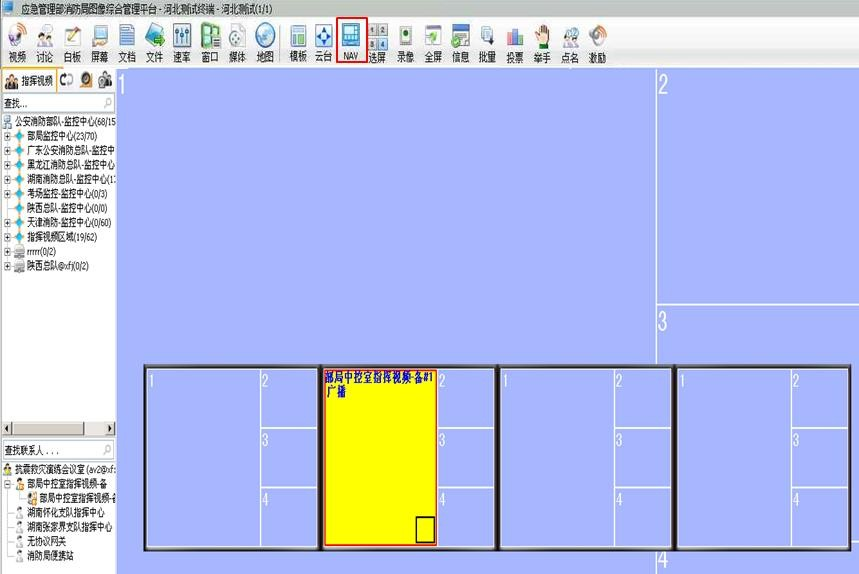 应急管理部消防局图像综合管理平台 - 河北测试终端 - 河北测试(1/1)
视频 讨论 白板 屏幕 文档 文件 速率 窗口 媒体 地图 模板 云台 NAV 选屏 录像 全屏 信息 批量 投票 举手 点名 激励
1 2
3 4
指挥视频
查找...
公安消防部队-监控中心(68/15
部局监控中心(23/70)
广东公安消防总队-监控中
黑龙江消防总队-监控中心
湖南消防总队-监控中心(1
考场监控-监控中心(0/3)
陕西总队-监控中心(0/0)
天津消防-监控中心(0/60)
指挥视频区域(19/62)
rrrrr(0/2)
陕西总队@xfj(0/2)
查找联系人...
抗震救灾演练会议室(av2@xf:
部局中控室指挥视频-备
部局中控室指挥视频-备
湖南怀化支队指挥中心
湖南张家界支队指挥中心
无协议网关
消防局便携站
1
2
3
4
1
2
3
4
部局中控室指挥视频-备#1
广播
2
3
4
1
2
3
4
1
2
3
4